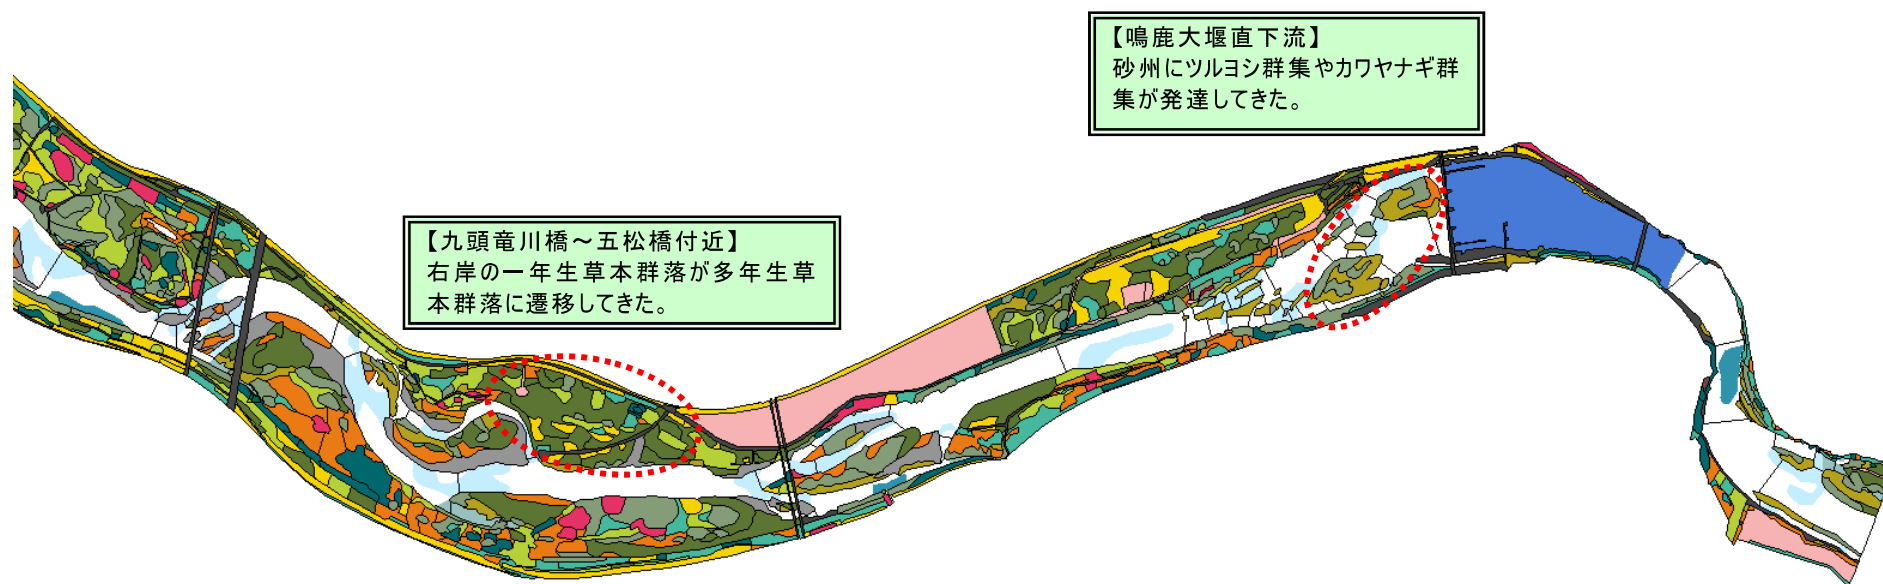 【鳴鹿大堰直下流】
砂州にツルヨシ群集やカワヤナギ群
集が発達してきた。
【九頭竜川橋～五松橋付近】
右岸の一年生草本群落が多年生草
本群落に遷移してきた。